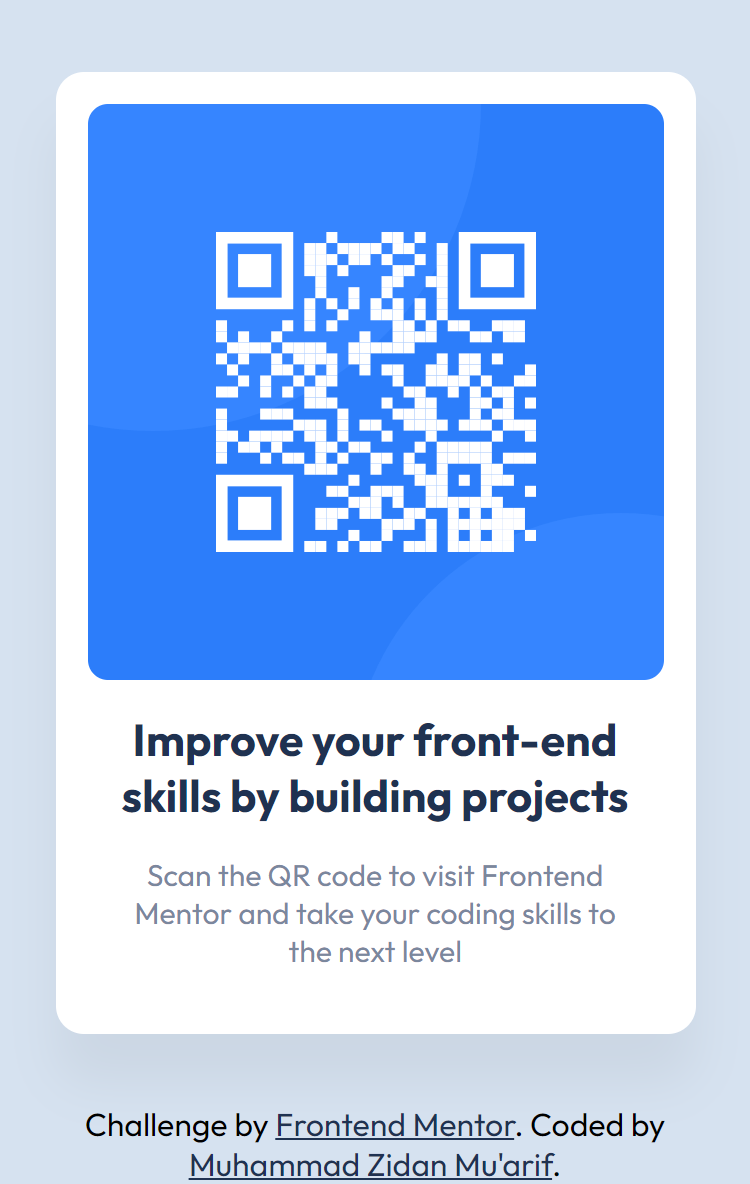 Improve your front-end
skills by building projects
Scan the QR code to visit Frontend
Mentor and take your coding skills to
the next level
Challenge by Frontend Mentor. Coded by
Muhammad Zidan Mu'arif.